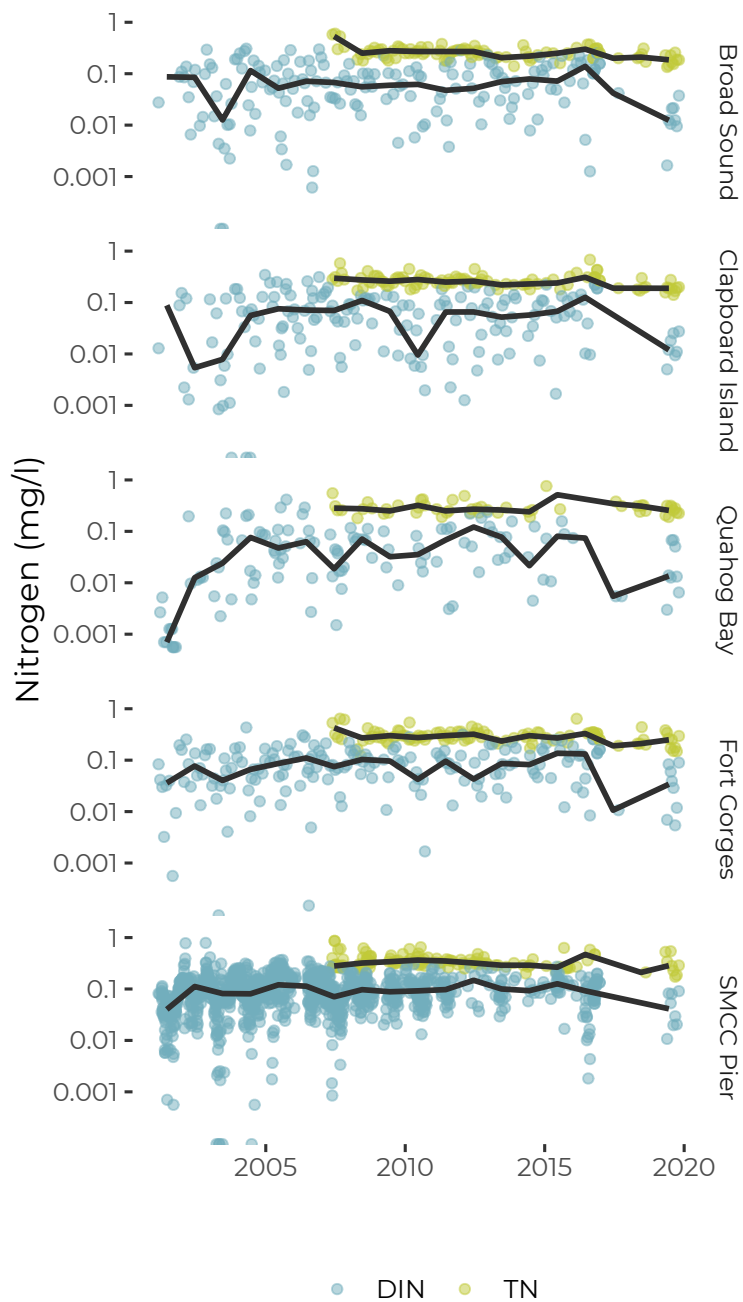 1
0.1
0.01
0.001
Broad Sound
1
0.1
0.01
0.001
Clapboard Island
1
0.1
0.01
0.001
Quahog Bay
1
0.1
0.01
0.001
Fort Gorges
1
0.1
0.01
0.001
SMCC Pier
Nitrogen (mg/l)
2005 2010 2015 2020
DIN TN